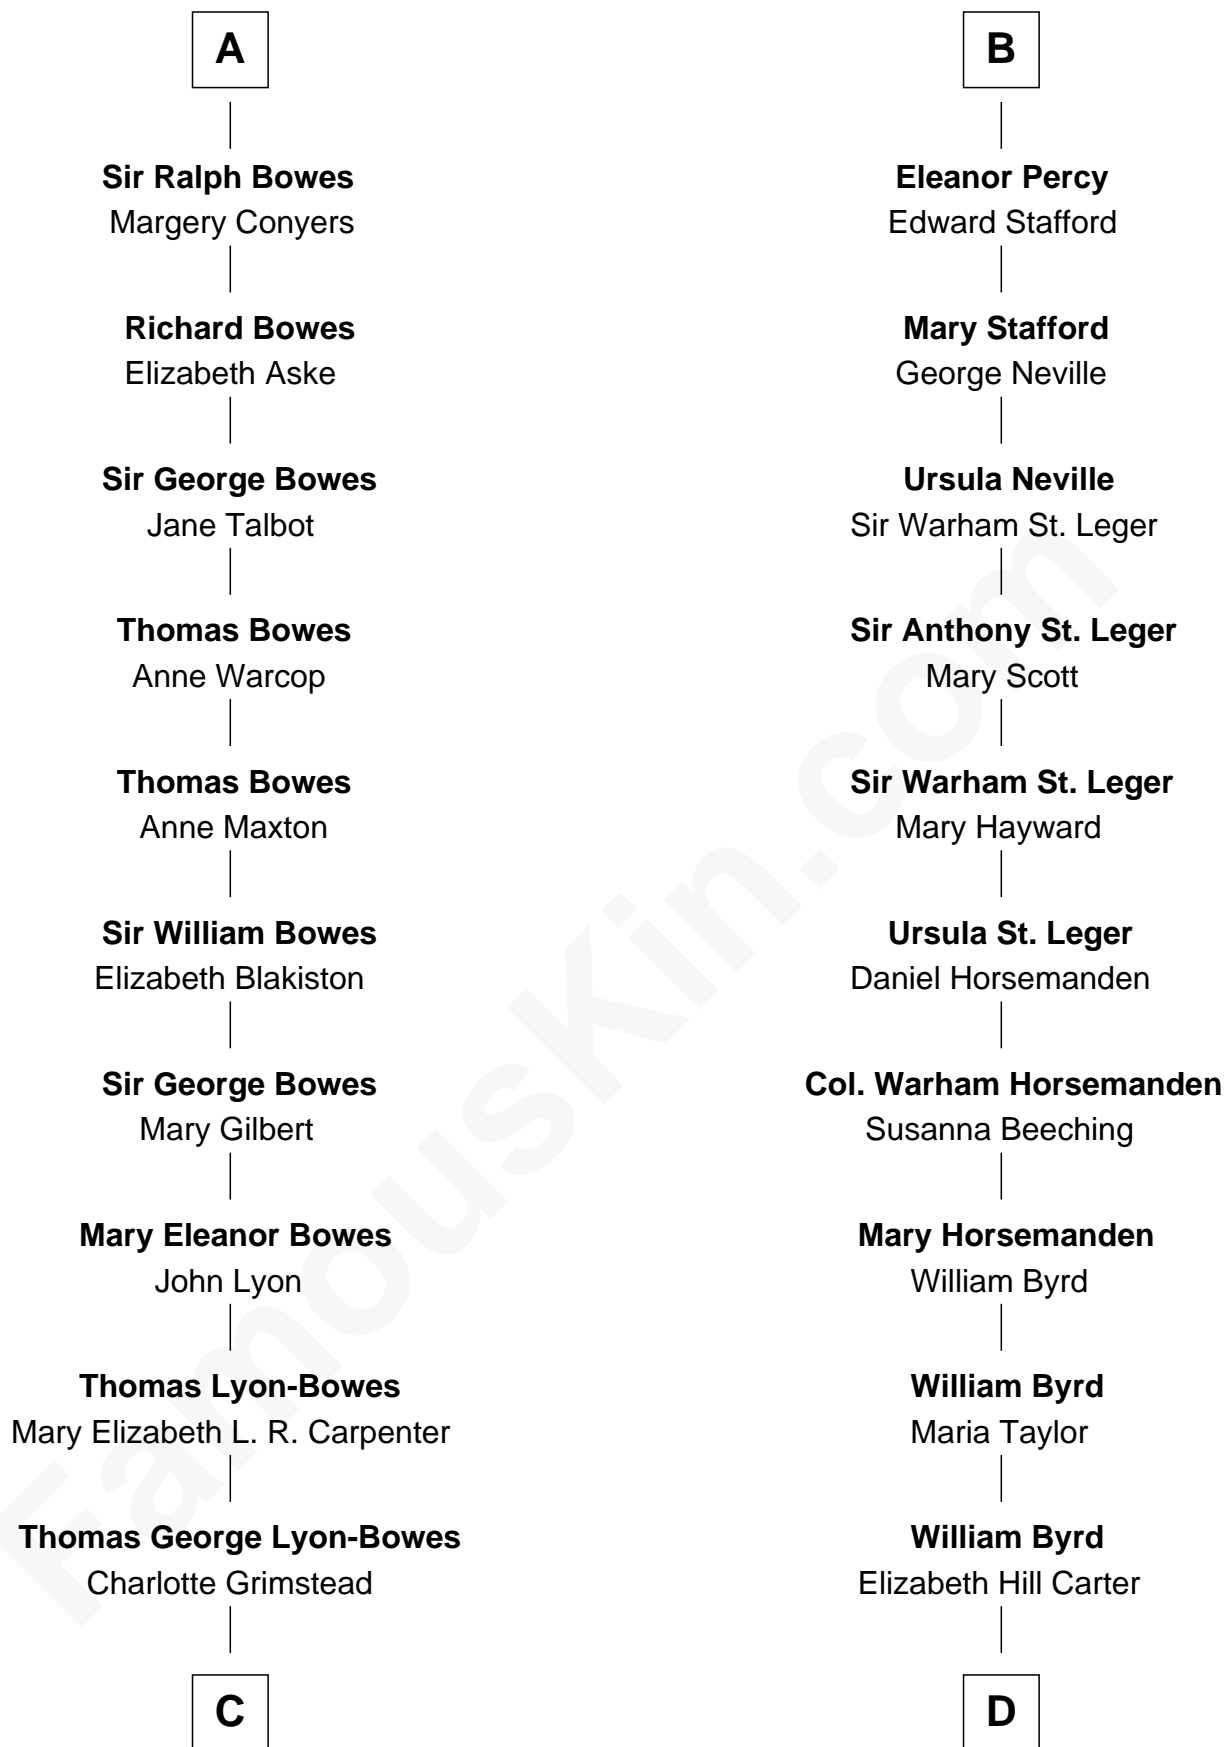 A
Sir Ralph Bowes
Margery Conyers
Richard Bowes
Elizabeth Aske
Sir George Bowes
Jane Talbot
Thomas Bowes
Anne Warcop
Thomas Bowes
Anne Maxton
Sir William Bowes
Elizabeth Blakiston
Sir George Bowes
Mary Gilbert
Mary Eleanor Bowes
John Lyon
Thomas Lyon-Bowes
Mary Elizabeth L. R. Carpenter
Thomas George Lyon-Bowes
Charlotte Grimstead
C
B
Eleanor Percy
Edward Stafford
Mary Stafford
George Neville
Ursula Neville
Sir Warham St. Leger
Sir Anthony St. Leger
Mary Scott
Sir Warham St. Leger
Mary Hayward
Ursula St. Leger
Daniel Horsemanden
Col. Warham Horsemanden
Susanna Beeching
Mary Horsemanden
William Byrd
William Byrd
Maria Taylor
William Byrd
Elizabeth Hill Carter
D
FamousKin.com